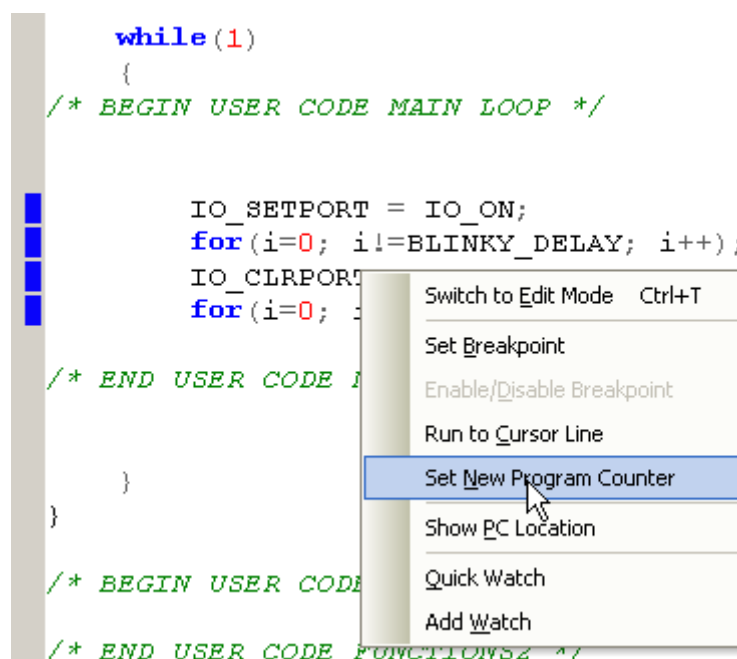 while(1)
{
/* BEGIN USER CODE MAIN LOOP */
IO_SETPORT = IO_ON;
for(i=0; i!=BLINKY_DELAY; i++);
IO_CLRPORT
for(i=0;
/* END USER CODE
}
}
/* BEGIN USER CODE
/* END USER CODE FUNCTIONS2 */
Switch to Edit Mode Ctrl+T
Set Breakpoint
Enable/Disable Breakpoint
Run to Cursor Line
Set New Program Counter
Show PC Location
Quick Watch
Add Watch